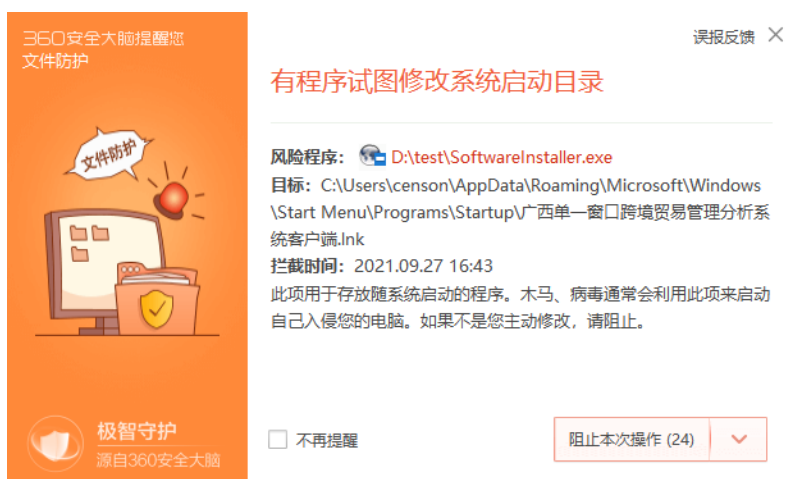 360安全大脑提醒您
文件防护
误报反馈
有程序试图修改系统启动目录
文件防护
风险程序： D:\test\SoftwareInstaller.exe
目标：C:\Users\censon\AppData\Roaming\Microsoft\Windows
\Start Menu\Programs\Startup\广西单一窗口跨境贸易管理分析系
统客户端.lnk
拦截时间：2021.09.27 16:43
此项用于存放随系统启动的程序。木马、病毒通常会利用此项来启动
自己入侵您的电脑。如果不是您主动修改，请阻止。
极智守护
源自360安全大脑
不再提醒
阻止本次操作 (24)